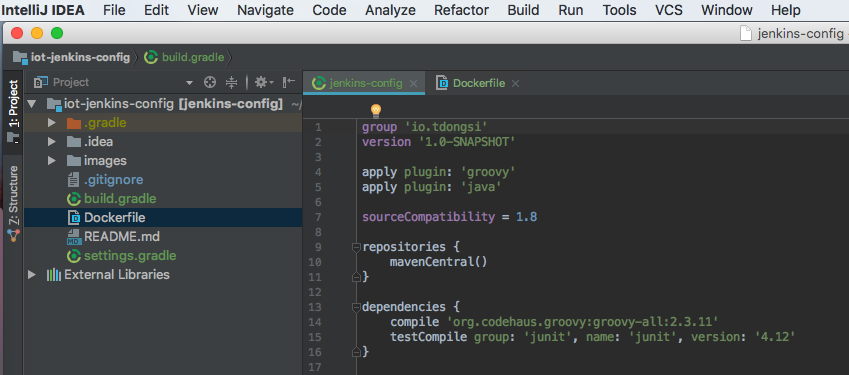 IntelliJ IDEA File Edit View Navigate Code Analyze Refactor Build Run Tools VCS Window Help
jenkins-config
iot-jenkins-config build.gradle
1: Project
Z: Structure
Project
iot-jenkins-config [jenkins-config] ~/
.gradle
.idea
images
.gitignore
build.gradle
Dockerfile
README.md
settings.gradle
External Libraries
jenkins-config Dockerfile
1 group 'io.tdongsi'
2 version '1.0-SNAPSHOT'
3
4 apply plugin: 'groovy'
5 apply plugin: 'java'
6
7 sourceCompatibility = 1.8
8
9 repositories {
10 mavenCentral()
11 }
12
13 dependencies {
14 compile 'org.codehaus.groovy:groovy-all:2.3.11'
15 testCompile group: 'junit', name: 'junit', version: '4.12'
16 }
17